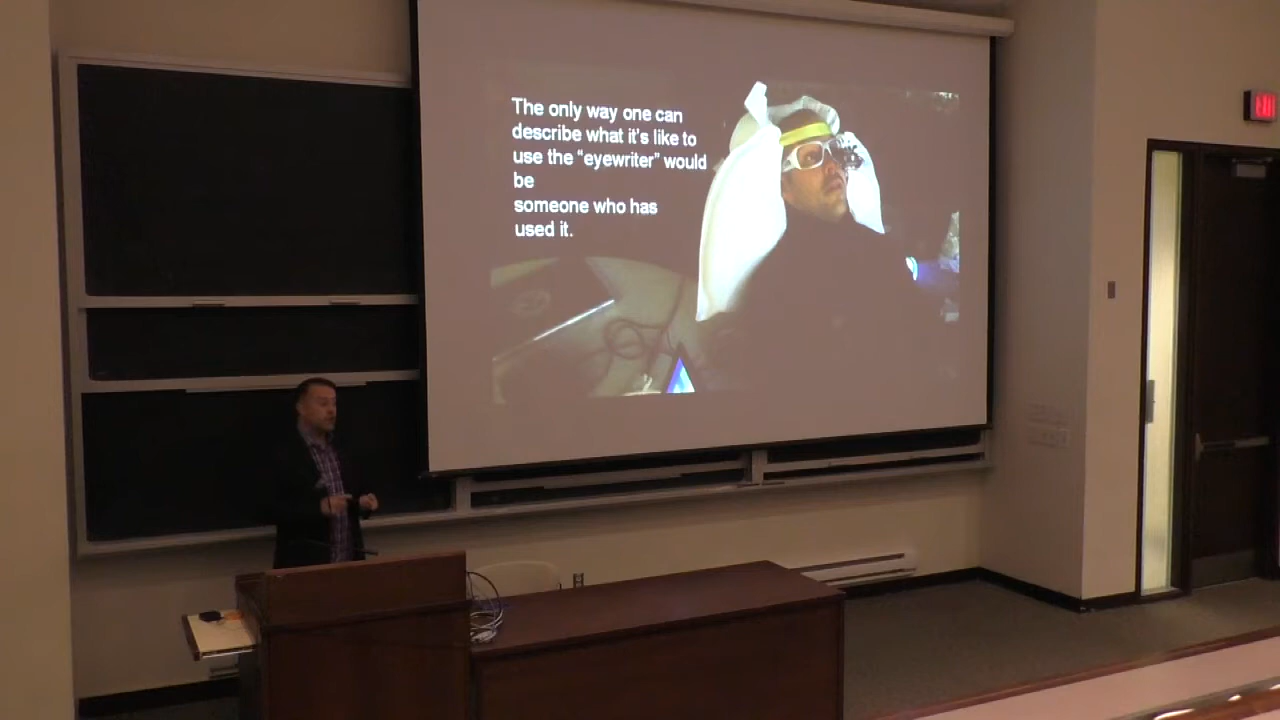 The only way one can
describe what it's like to
use the “eyewriter” would
be
someone who has
used it.